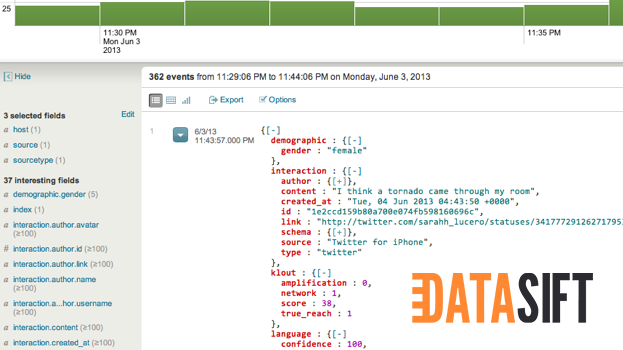 25
11:30 PM
Mon Jun 3
2013
11:35 PM
Hide
362 events from 11:29:06 PM to 11:44:06 PM on Monday, June 3, 2013
Export
Options
3 selected fields
Edit
a host (1)
a source (1)
a sourcetype (1)
37 interesting fields
a demographic.gender (5)
a index (1)
a interaction.author.avatar
(≥100)
# interaction.author.id (≥100)
a interaction.author.link (≥100)
a interaction.author.name
(≥100)
a interaction.a...hor.username
(≥100)
a interaction.content (≥100)
a interaction.created_at (≥100)
1
6/3/13
11:43:57.000 PM
{[-]
demographic : {[-]
gender : "female"
},
interaction : {[-]
author : {[+]},
content : "I think a tornado came through my room",
created_at : "Tue, 04 Jun 2013 04:43:50 +0000",
id : "1e2ccd159b80a700e074fb598160696c",
link : "http://twitter.com/sarahh_lucero/statuses/341777291262717953
schema : {[+]},
source : "Twitter for iPhone",
type : "twitter"
},
klout : {[-]
amplification : 0,
network : 1,
score : 38,
true_reach : 1
},
language : {[-]
confidence : 100,
DATASIFT